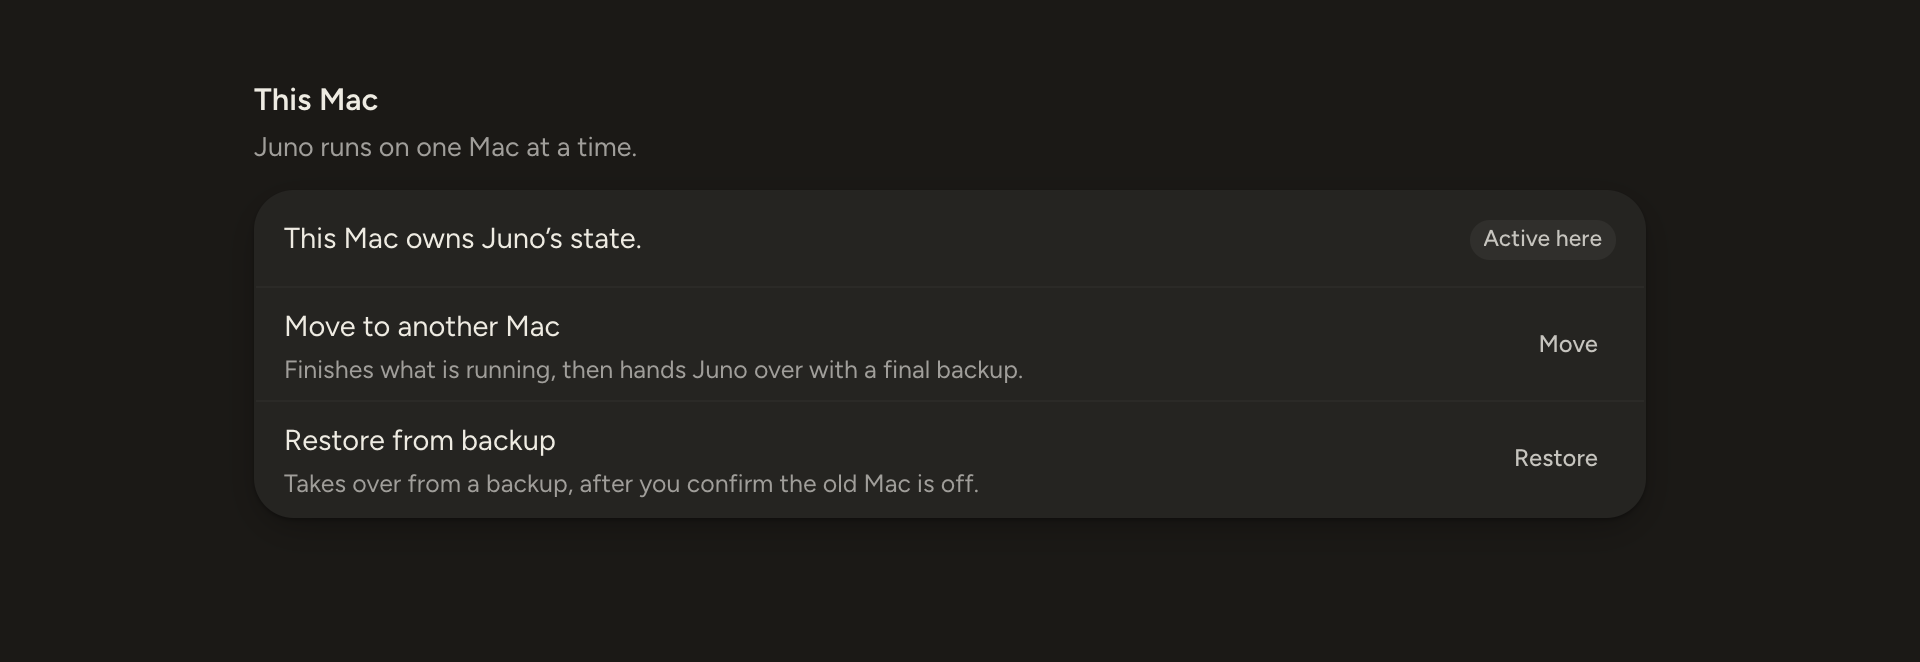 This Mac
Juno runs on one Mac at a time.
This Mac owns Juno’s state.
Active here
Move to another Mac
Finishes what is running, then hands Juno over with a final backup.
Move
Restore from backup
Takes over from a backup, after you confirm the old Mac is off.
Restore